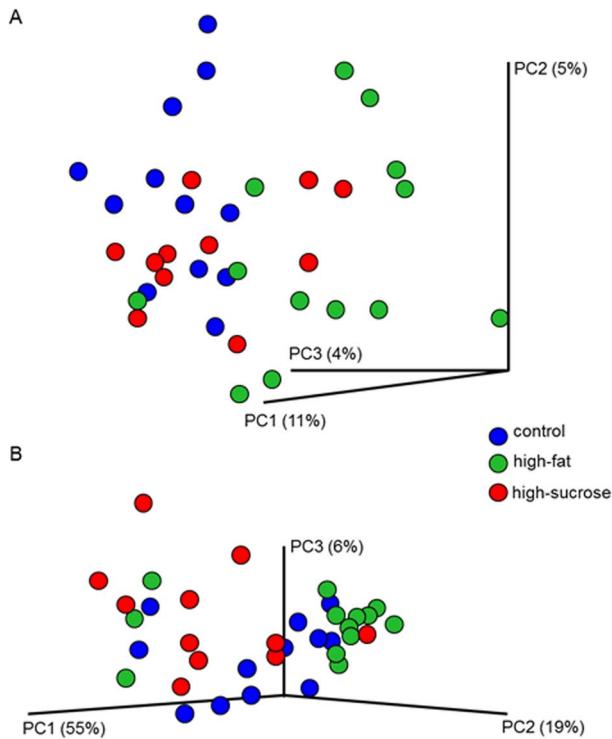 A
PC2 (5%)
PC3 (4%)
PC1 (11%)
control
high-fat
high-sucrose
B
PC3 (6%)
PC1 (55%)
PC2 (19%)